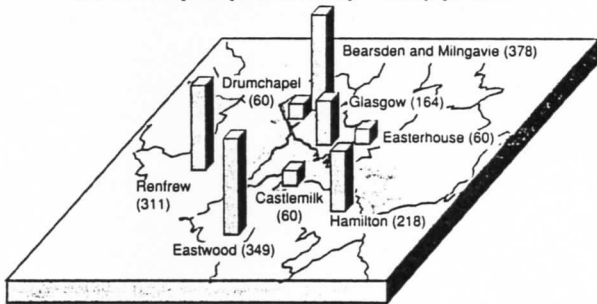 Bearsden and Milngavie (378)
Drumchapel
(60)
Glasgow (164)
Easterhouse (60)
Renfrew
(311)
Castlemilk
(60)
Hamilton (218)
Eastwood (349)